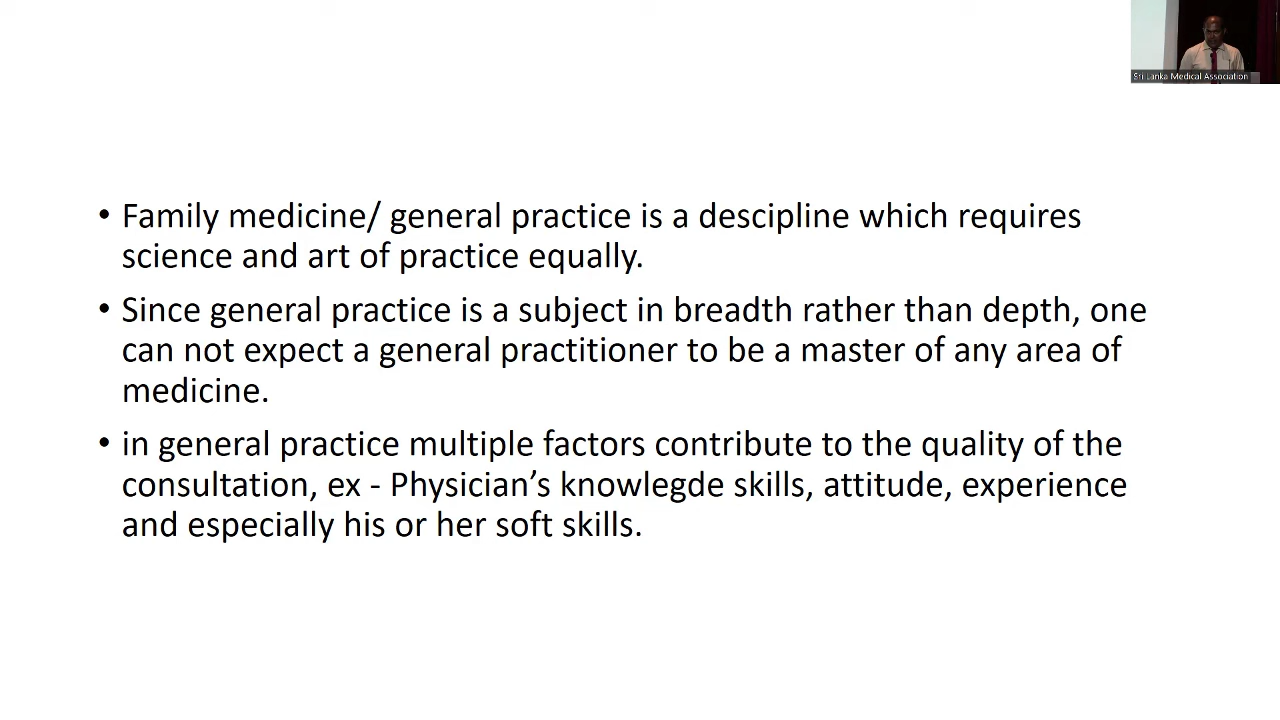 Sri Lanka Medical Association
• Family medicine/ general practice is a descipline which requires
science and art of practice equally.
• Since general practice is a subject in breadth rather than depth, one
can not expect a general practitioner to be a master of any area of
medicine.
• in general practice multiple factors contribute to the quality of the
consultation, ex - Physician’s knowlegde skills, attitude, experience
and especially his or her soft skills.